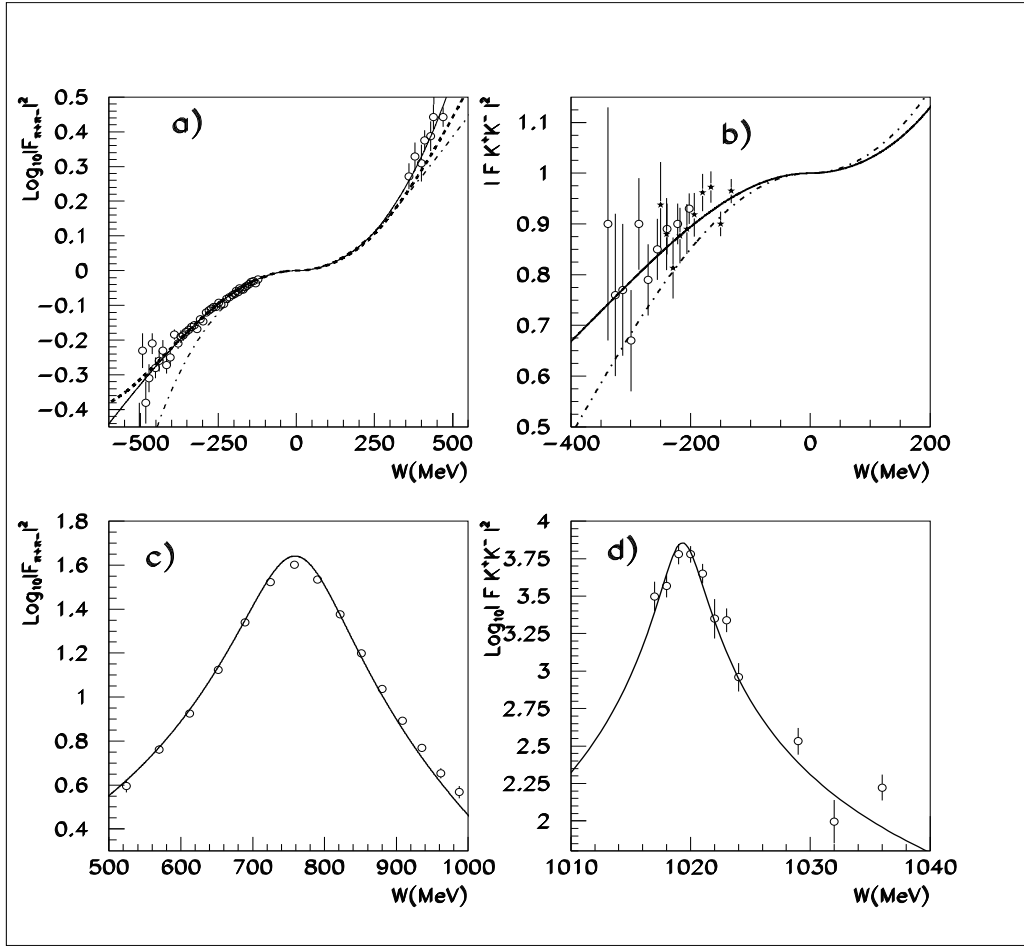 a)
Log₁₀|Fπ+π−|²
0.5
0.4
0.3
0.2
0.1
0
−0.1
−0.2
−0.3
−0.4
−500 −250 0 250 500
W(MeV)
b)
| F K⁺K⁻ |²
1.1
1
0.9
0.8
0.7
0.6
0.5
−400 −200 0 200
W(MeV)
c)
Log₁₀|Fπ+π−|²
1.8
1.6
1.4
1.2
1
0.8
0.6
0.4
500 600 700 800 900 1000
W(MeV)
d)
Log₁₀| F K⁺K⁻ |²
4
3.75
3.5
3.25
3
2.75
2.5
2.25
2
1010 1020 1030 1040
W(MeV)